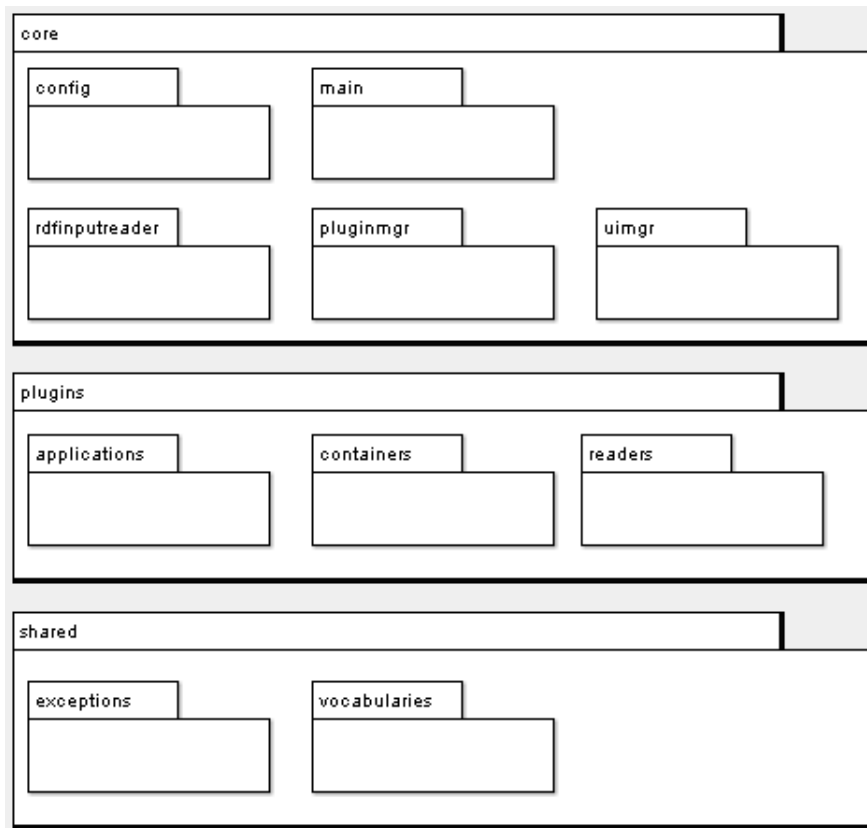 core
config
main
rdfinputreader
pluginmgr
uimgr
plugins
applications
containers
readers
shared
exceptions
vocabularies